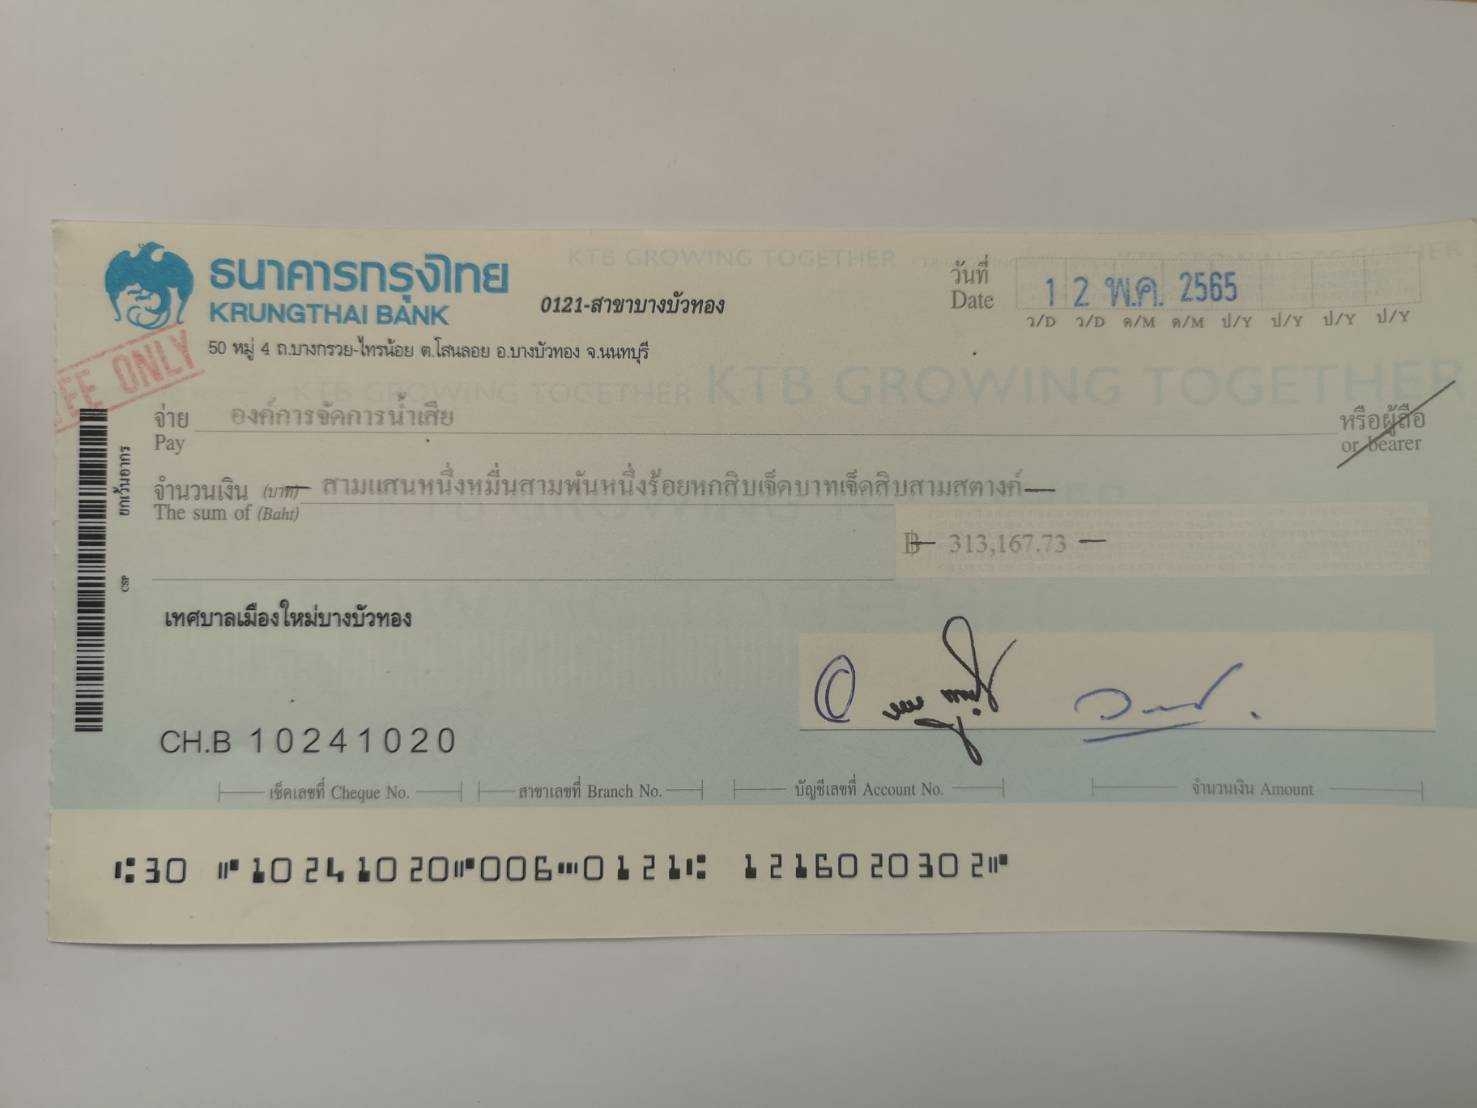 ธนาคารกรุงไทย
KRUNGTHAI BANK
0121-สาขาบางบัวทอง
50 หมู่ 4 ถ.บางกรวย-ไทรน้อย ต.โสนลอย อ.บางบัวทอง จ.นนทบุรี
KTB GROWING TOGETHER
วันที่ 12 พ.ค. 2565
Date
ว/D ว/D ด/M ด/M ป/Y ป/Y ป/Y ป/Y
ONLY
KTB GROWING TOGETHER KTB GROWING TOGETHER
จ่าย องค์การจัดการน้ำเสีย หรือผู้ถือ
Pay or bearer
จำนวนเงิน (บาท) — สามแสนหนึ่งหมื่นสามพันหนึ่งร้อยหกสิบเจ็ดบาทเจ็ดสิบสามสตางค์—
The sum of (Baht)
฿— 313,167.73 —
ยกเว้นอากร
CSP
เทศบาลเมืองใหม่บางบัวทอง
CH.B 10241020
เช็คเลขที่ Cheque No. สาขาเลขที่ Branch No. บัญชีเลขที่ Account No. จำนวนเงิน Amount
⑆30 ⑈10241020⑈006⑉0121⑆ 1216020302⑈